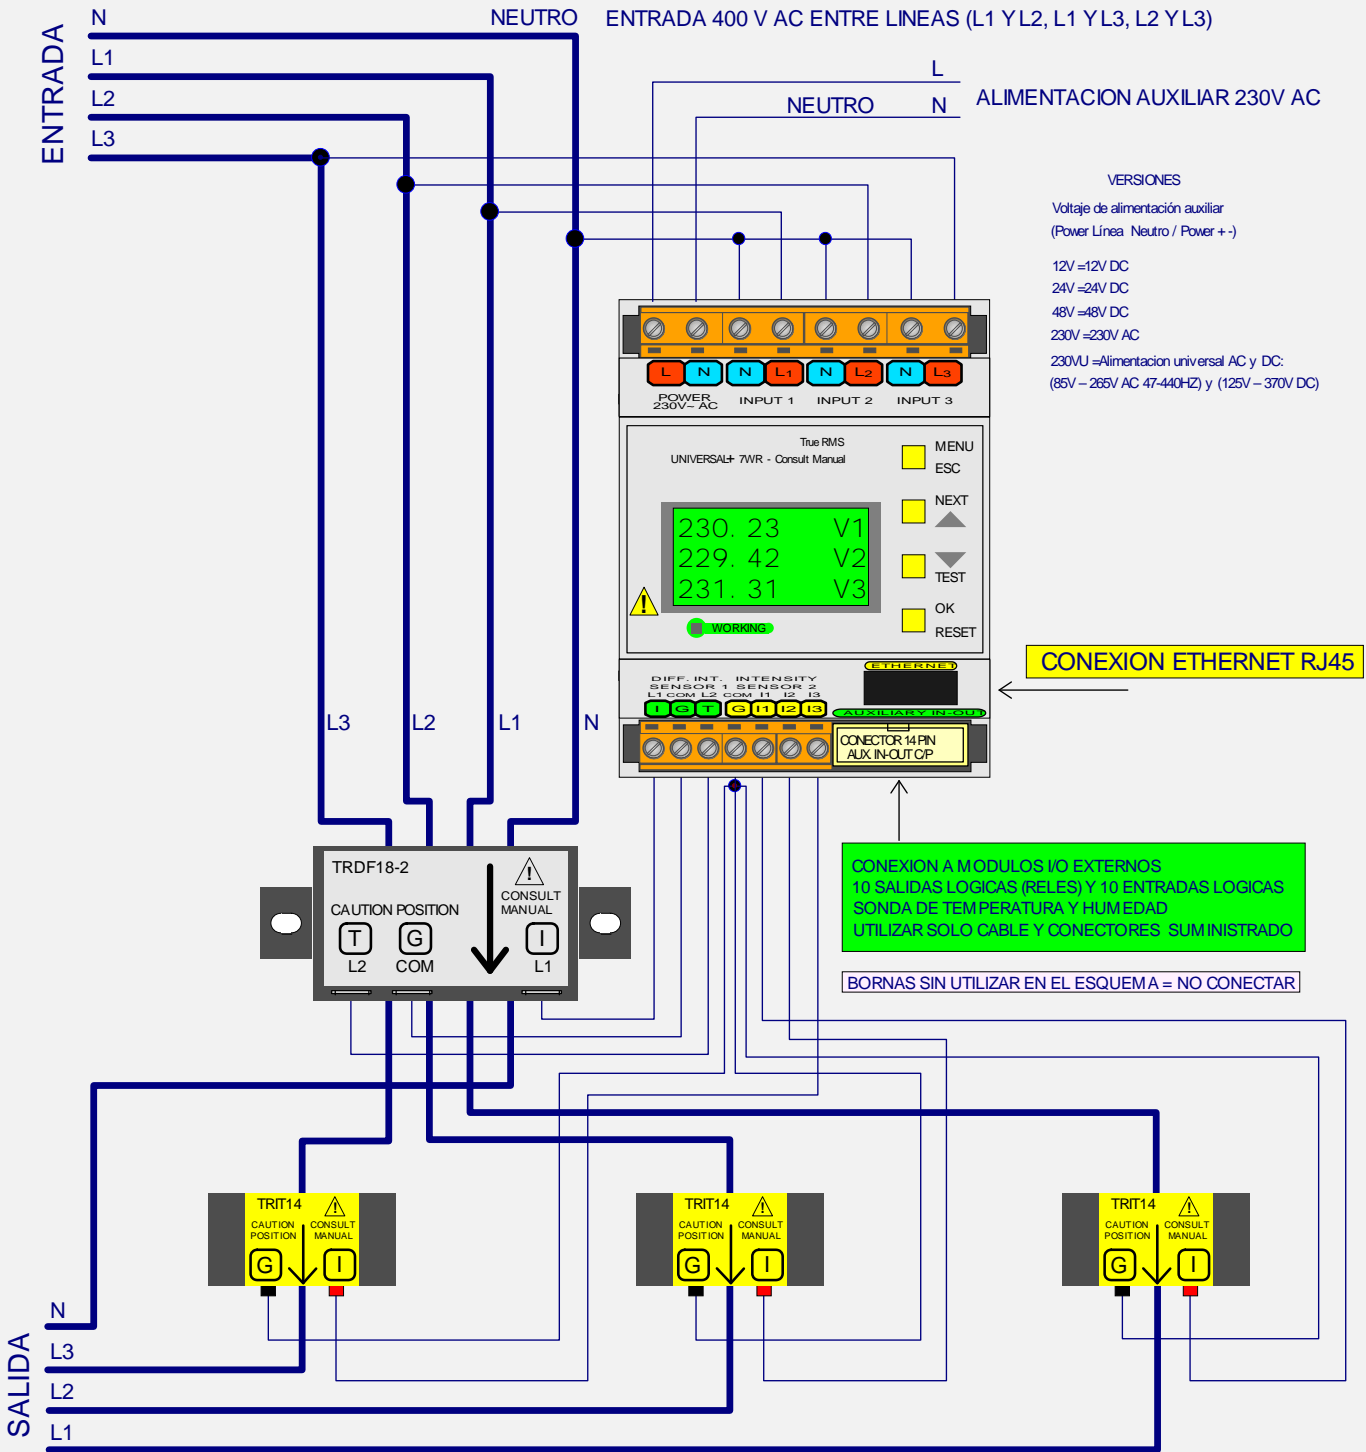 ENTRADA
N
NEUTRO
ENTRADA 400 V AC ENTRE LINEAS (L1 Y L2, L1 Y L3, L2 Y L3)
L1
L2
L3
L
NEUTRO
N
ALIMENTACION AUXILIAR 230V AC
VERSIONES
Voltaje de alimentación auxiliar
(Power Línea Neutro / Power + -)
12V =12V DC
24V =24V DC
48V =48V DC
230V =230V AC
230VU =Alimentacion universal AC y DC:
(85V – 265V AC 47-440HZ) y (125V – 370V DC)
L N N L1 N L2 N L3
POWER
230V~ AC
INPUT 1
INPUT 2
INPUT 3
True RMS
UNIVERSAL+ 7WR - Consult Manual
MENU
ESC
NEXT
TEST
OK
RESET
230. 23 V1
229. 42 V2
231. 31 V3
WORKING
ETHERNET
CONEXION ETHERNET RJ45
DIFF. INT. INTENSITY
SENSOR 1 SENSOR 2
L1 COM L2 COM I1 I2 I3
I G T G I1 I2 I3
AUXILIARY IN-OUT
CONECTOR 14 PIN
AUX. IN-OUT C/P
L3
L2
L1
N
CONEXION A MODULOS I/O EXTERNOS
10 SALIDAS LOGICAS (RELES) Y 10 ENTRADAS LOGICAS
SONDA DE TEMPERATURA Y HUMEDAD
UTILIZAR SOLO CABLE Y CONECTORES SUMINISTRADO
BORNAS SIN UTILIZAR EN EL ESQUEMA = NO CONECTAR
TRDF18-2
!
CONSULT
MANUAL
CAUTION POSITION
T
G
I
L2
COM
L1
TRIT14
CAUTION
POSITION
CONSULT
MANUAL
G
I
TRIT14
CAUTION
POSITION
CONSULT
MANUAL
G
I
TRIT14
CAUTION
POSITION
CONSULT
MANUAL
G
I
SALIDA
N
L3
L2
L1